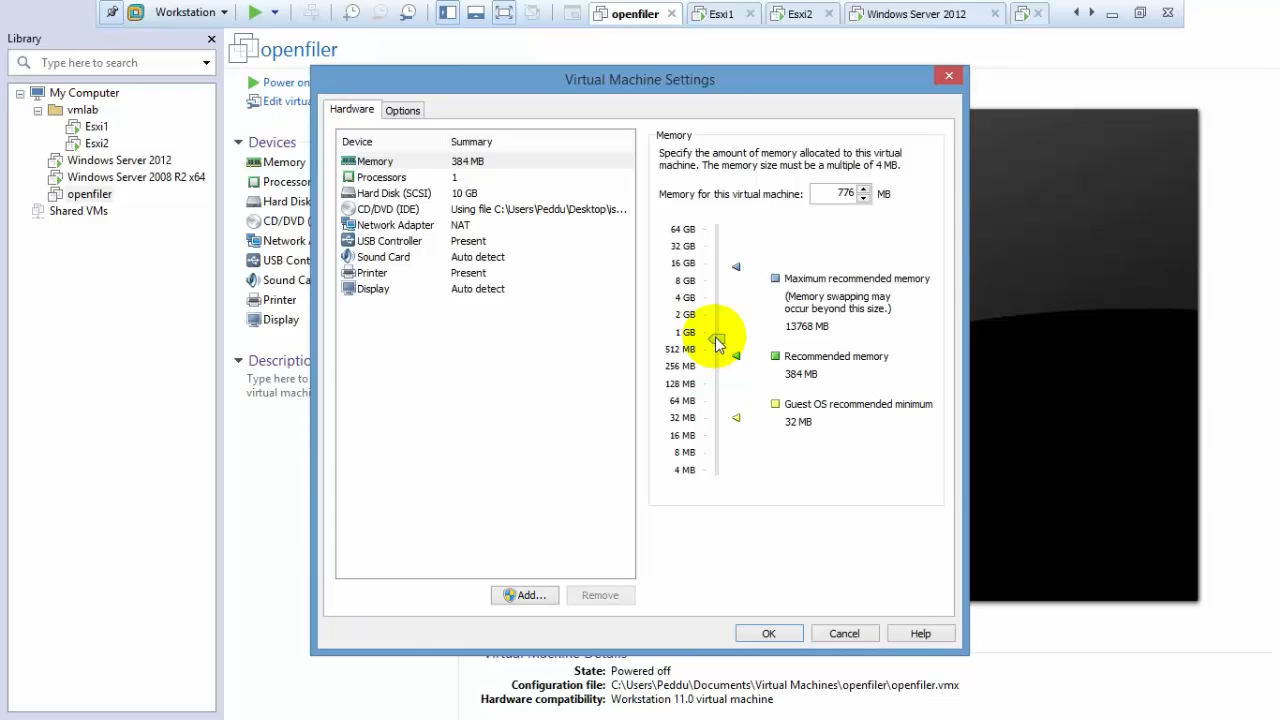 Workstation
openfiler
Esxi1
Esxi2
Windows Server 2012
Library
Type here to search
My Computer
vmlab
Esxi1
Esxi2
Windows Server 2012
Windows Server 2008 R2 x64
openfiler
Shared VMs
openfiler
Power on
Edit virtua
Devices
Memory
Processor
Hard Disk
CD/DVD (
Network A
USB Cont
Sound Ca
Printer
Display
Descriptio
Type here to
virtual machi
Virtual Machine Settings
Hardware
Options
Device Summary
Memory 384 MB
Processors 1
Hard Disk (SCSI) 10 GB
CD/DVD (IDE) Using file C:\Users\Peddu\Desktop\is...
Network Adapter NAT
USB Controller Present
Sound Card Auto detect
Printer Present
Display Auto detect
Add...
Remove
Memory
Specify the amount of memory allocated to this virtual
machine. The memory size must be a multiple of 4 MB.
Memory for this virtual machine: 776 MB
64 GB
32 GB
16 GB
8 GB
4 GB
2 GB
1 GB
512 MB
256 MB
128 MB
64 MB
32 MB
16 MB
8 MB
4 MB
Maximum recommended memory
(Memory swapping may
occur beyond this size.)
13768 MB
Recommended memory
384 MB
Guest OS recommended minimum
32 MB
OK
Cancel
Help
State: Powered off
Configuration file: C:\Users\Peddu\Documents\Virtual Machines\openfiler\openfiler.vmx
Hardware compatibility: Workstation 11.0 virtual machine